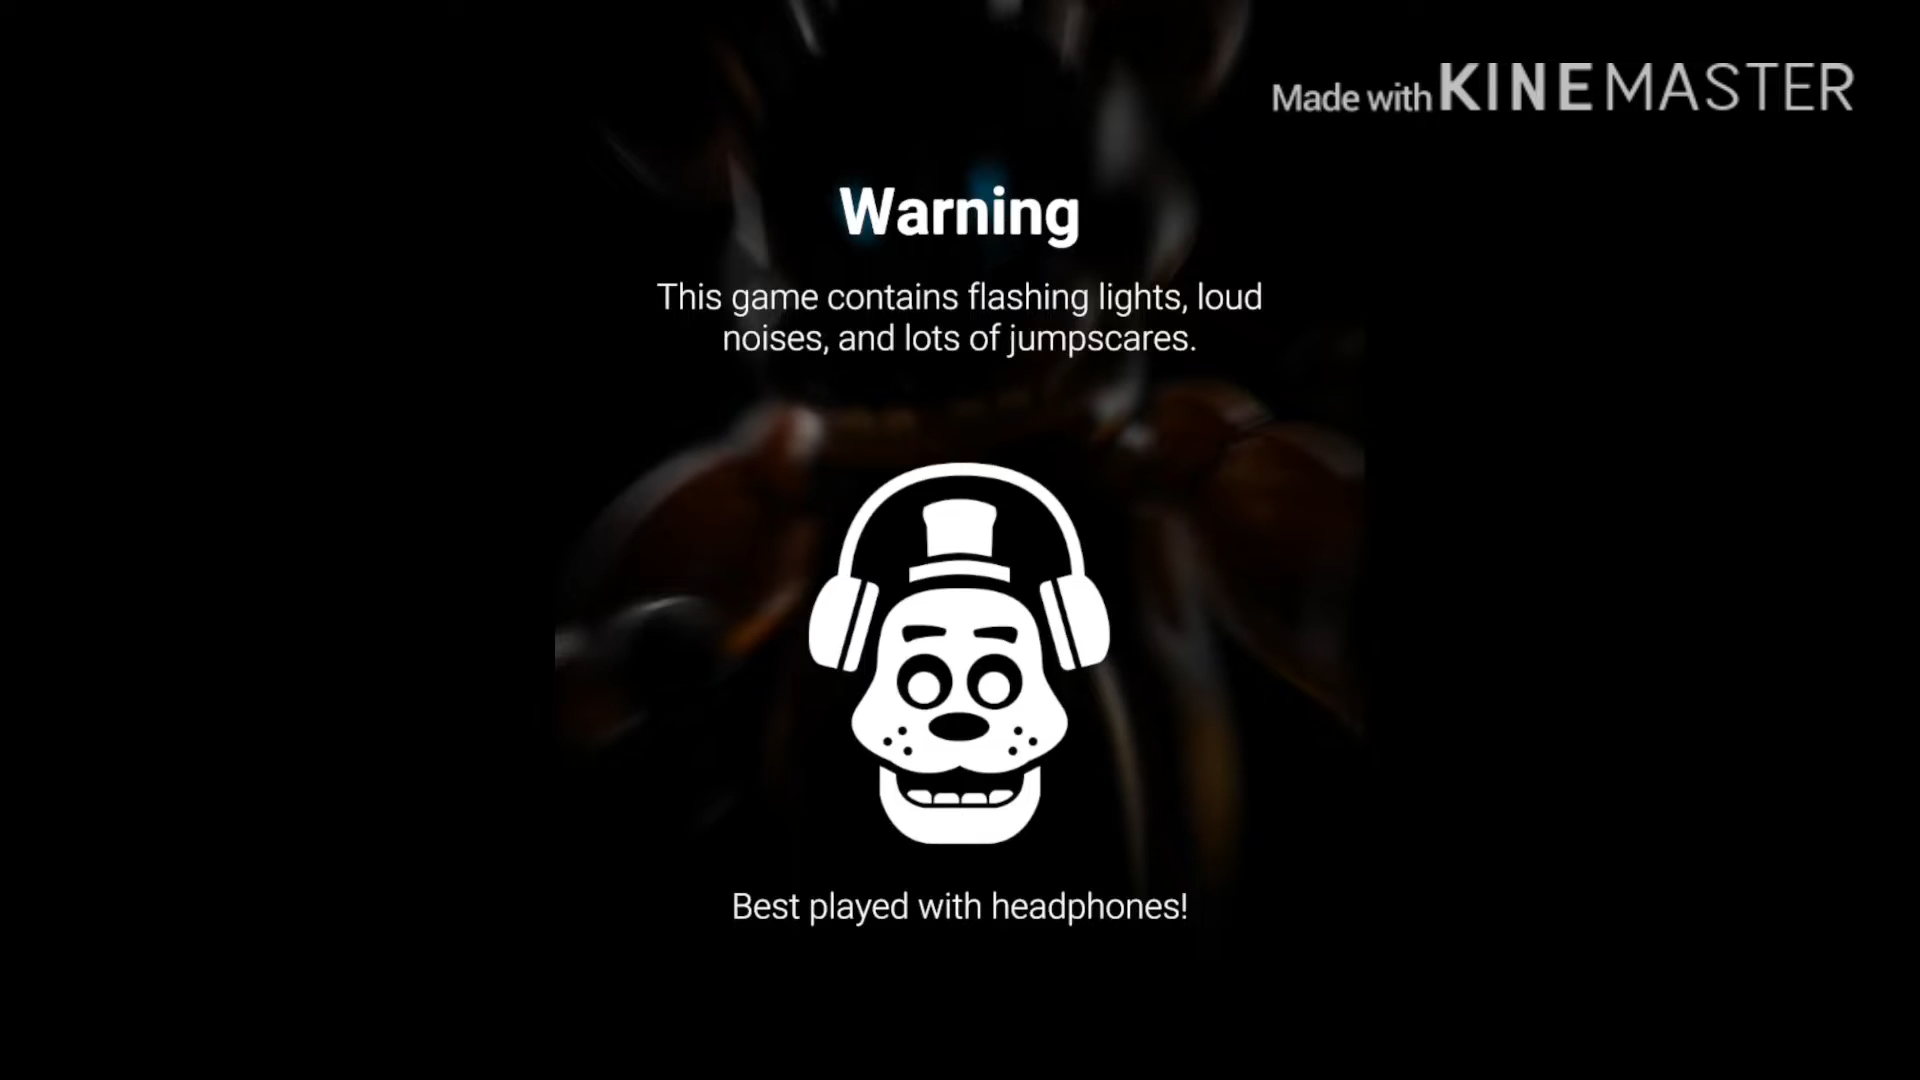 Made with KINEMASTER
Warning
This game contains flashing lights, loud
noises, and lots of jumpscares.
Best played with headphones!